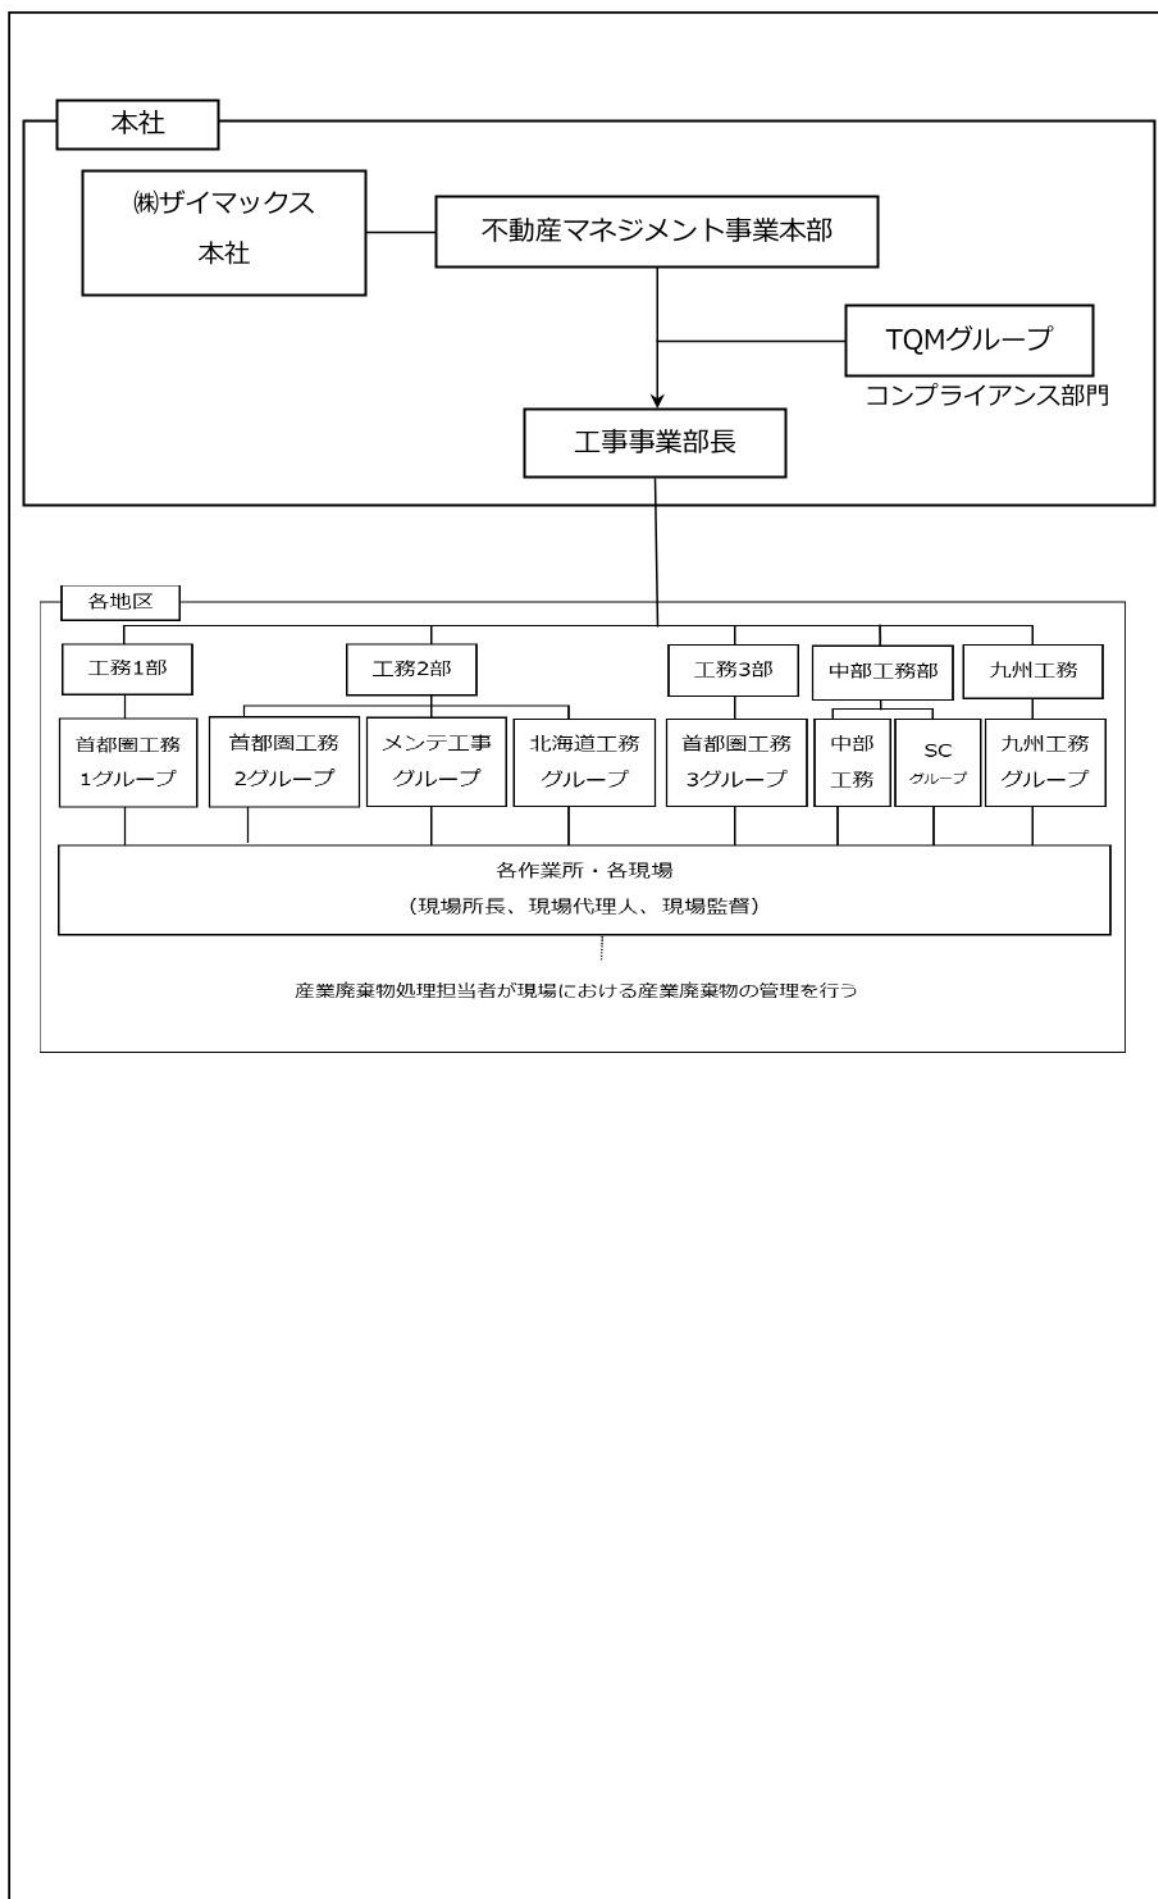 本社
㈱ザイマックス
本社
不動産マネジメント事業本部
TQMグループ
コンプライアンス部門
工事事業部長
各地区
工務1部
工務2部
工務3部
中部工務部
九州工務
首都圏工務
1グループ
首都圏工務
2グループ
メンテ工事
グループ
北海道工務
グループ
首都圏工務
3グループ
中部
工務
SC
グループ
九州工務
グループ
各作業所・各現場
（現場所長、現場代理人、現場監督）
産業廃棄物処理担当者が現場における産業廃棄物の管理を行う